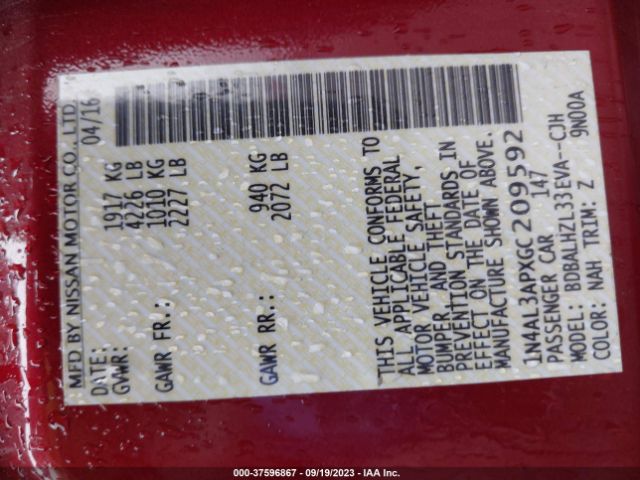 MFD BY NISSAN MOTOR CO., LTD.
DATE: 04/16
GVWR: 1917 KG
4226 LB
GAWR FR.: 1010 KG
2227 LB
GAWR RR.: 940 KG
2072 LB
THIS VEHICLE CONFORMS TO
ALL APPLICABLE FEDERAL
MOTOR VEHICLE SAFETY,
BUMPER, AND THEFT
PREVENTION STANDARDS IN
EFFECT ON THE DATE OF
MANUFACTURE SHOWN ABOVE.
1N4AL3APXGC209592
PASSENGER CAR 147
MODEL: BDBALHZL33EVA--CJH
COLOR: NAH TRIM: Z 9N00A
000-37596867 - 09/19/2023 - IAA Inc.